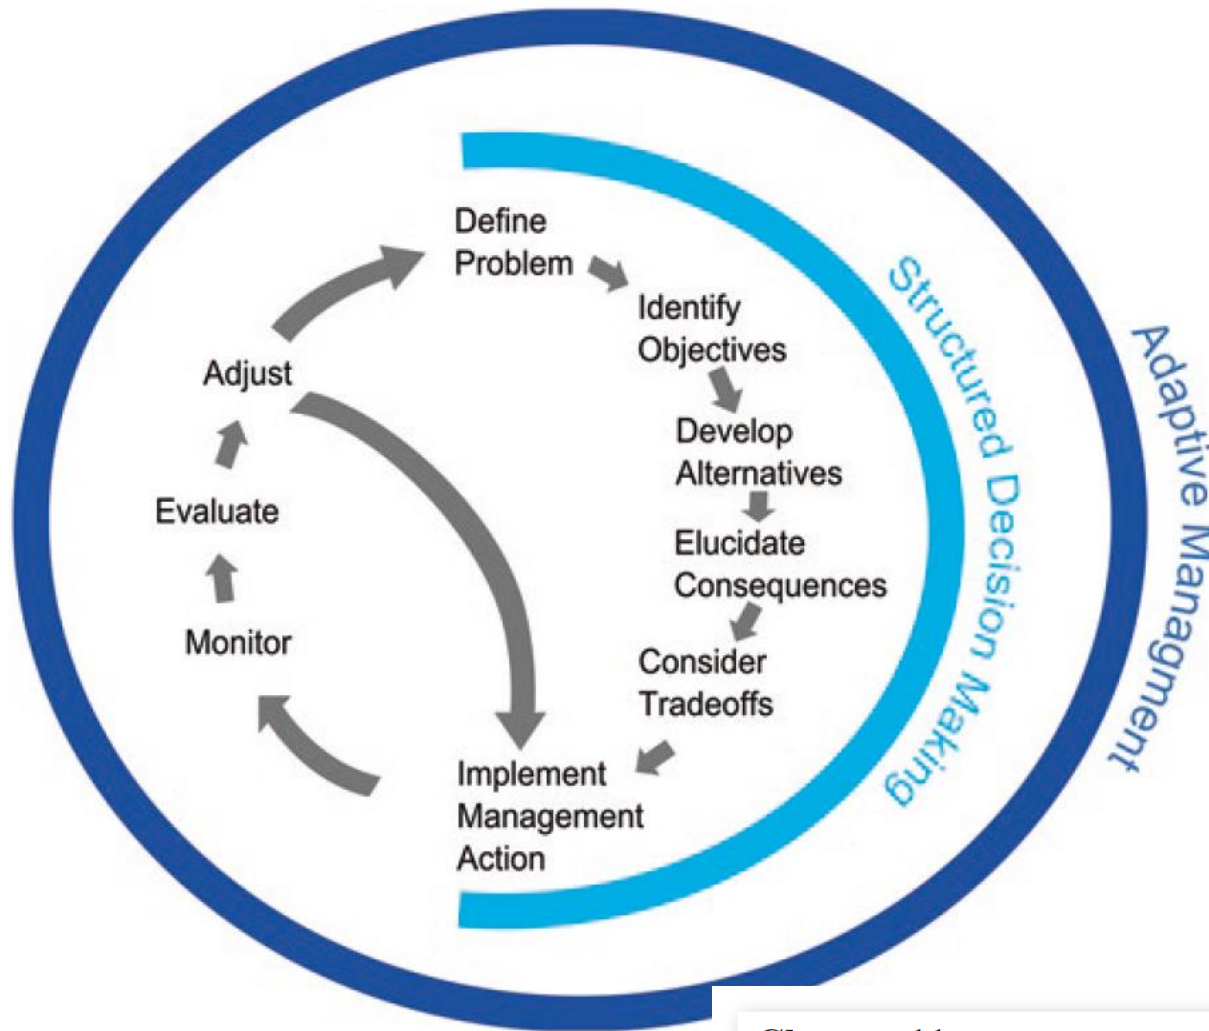 Define
Problem
Identify
Objectives
Develop
Alternatives
Elucidate
Consequences
Consider
Tradeoffs
Implement
Management
Action
Monitor
Evaluate
Adjust
Structured Decision Making
Adaptive Managment